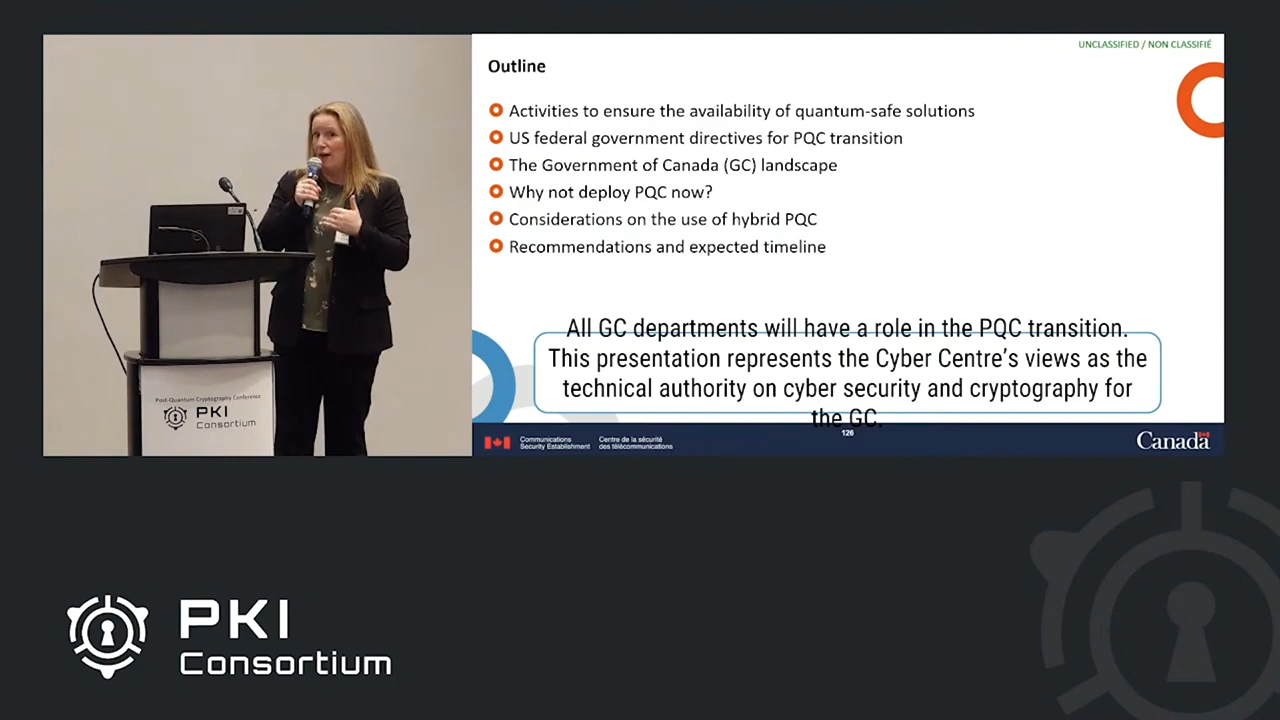 UNCLASSIFIED / NON CLASSIFIÉ
Outline
Activities to ensure the availability of quantum-safe solutions
US federal government directives for PQC transition
The Government of Canada (GC) landscape
Why not deploy PQC now?
Considerations on the use of hybrid PQC
Recommendations and expected timeline
All GC departments will have a role in the PQC transition.
This presentation represents the Cyber Centre's views as the
technical authority on cyber security and cryptography for
the GC.
126
Communications
Security Establishment
Centre de la sécurité
des télécommunications
Canada
Post-Quantum Cryptography Conference
PKI
Consortium
PKI
Consortium